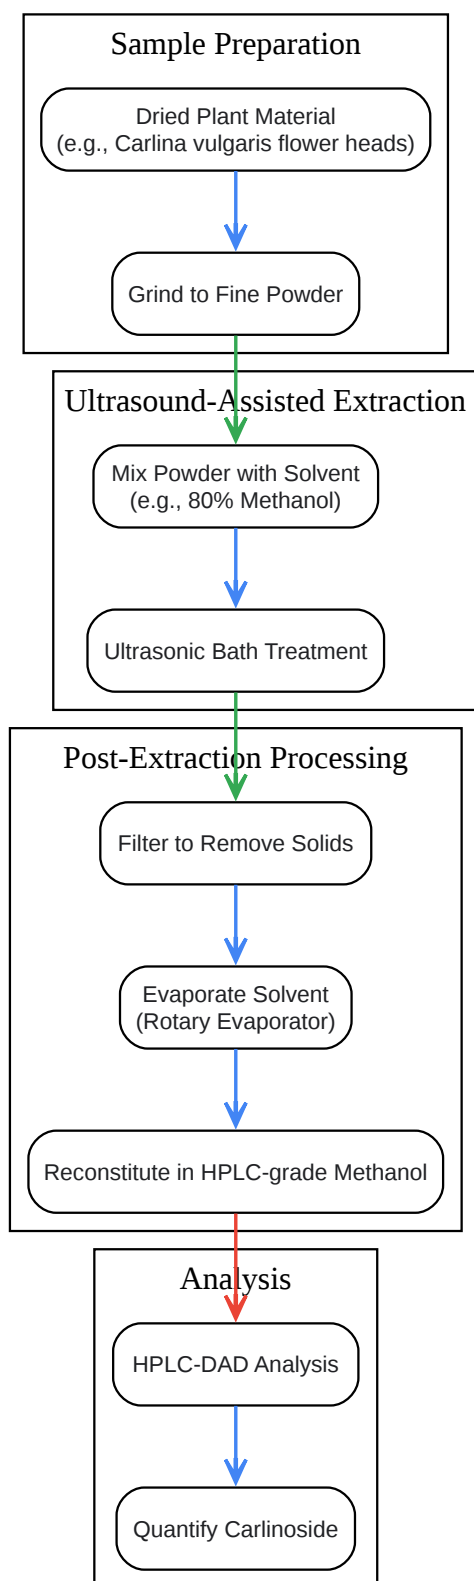 Sample Preparation
Dried Plant Material
(e.g., Carlina vulgaris flower heads)
Grind to Fine Powder
Ultrasound-Assisted Extraction
Mix Powder with Solvent
(e.g., 80% Methanol)
Ultrasonic Bath Treatment
Post-Extraction Processing
Filter to Remove Solids
Evaporate Solvent
(Rotary Evaporator)
Reconstitute in HPLC-grade Methanol
Analysis
HPLC-DAD Analysis
Quantify Carlinoside